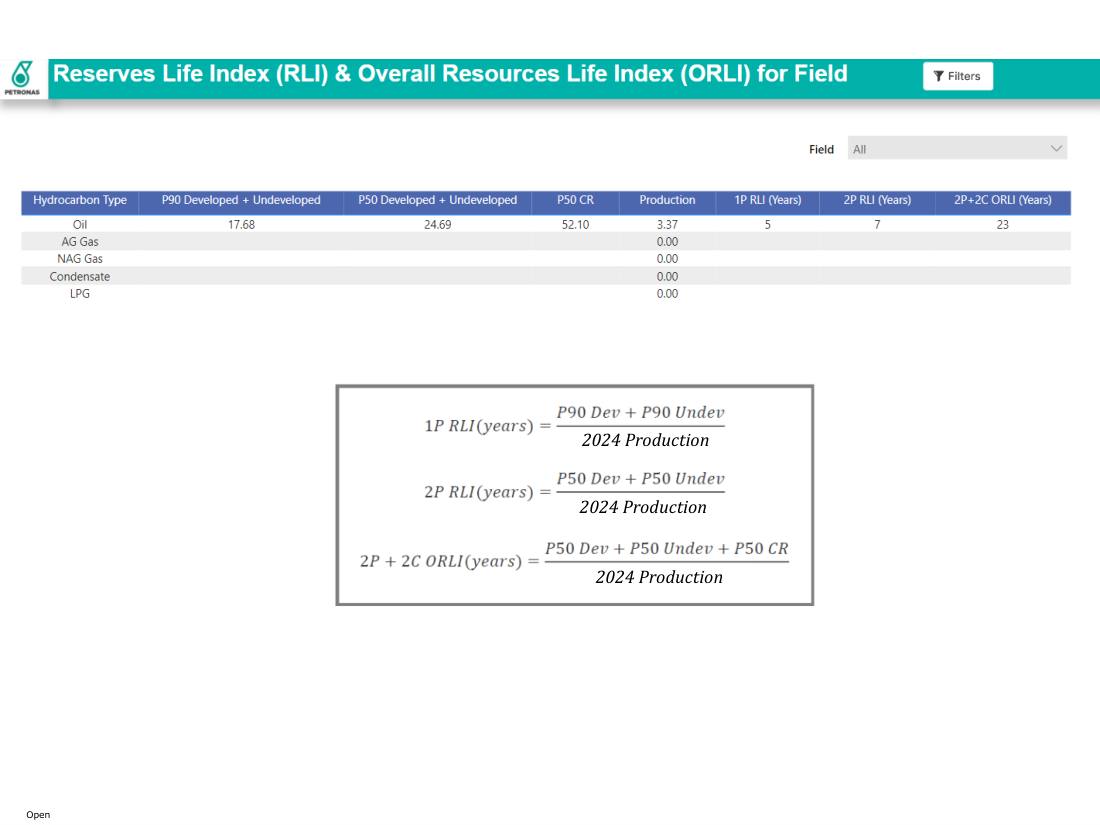 PETRONAS
Reserves Life Index (RLI) & Overall Resources Life Index (ORLI) for Field
Filters
Field All
Hydrocarbon Type P90 Developed + Undeveloped P50 Developed + Undeveloped P50 CR Production 1P RLI (Years) 2P RLI (Years) 2P+2C ORLI (Years)
Oil 17.68 24.69 52.10 3.37 5 7 23
AG Gas 0.00
NAG Gas 0.00
Condensate 0.00
LPG 0.00
1P RLI(years) = P90 Dev + P90 Undev
2024 Production
2P RLI(years) = P50 Dev + P50 Undev
2024 Production
2P + 2C ORLI(years) = P50 Dev + P50 Undev + P50 CR
2024 Production
Open